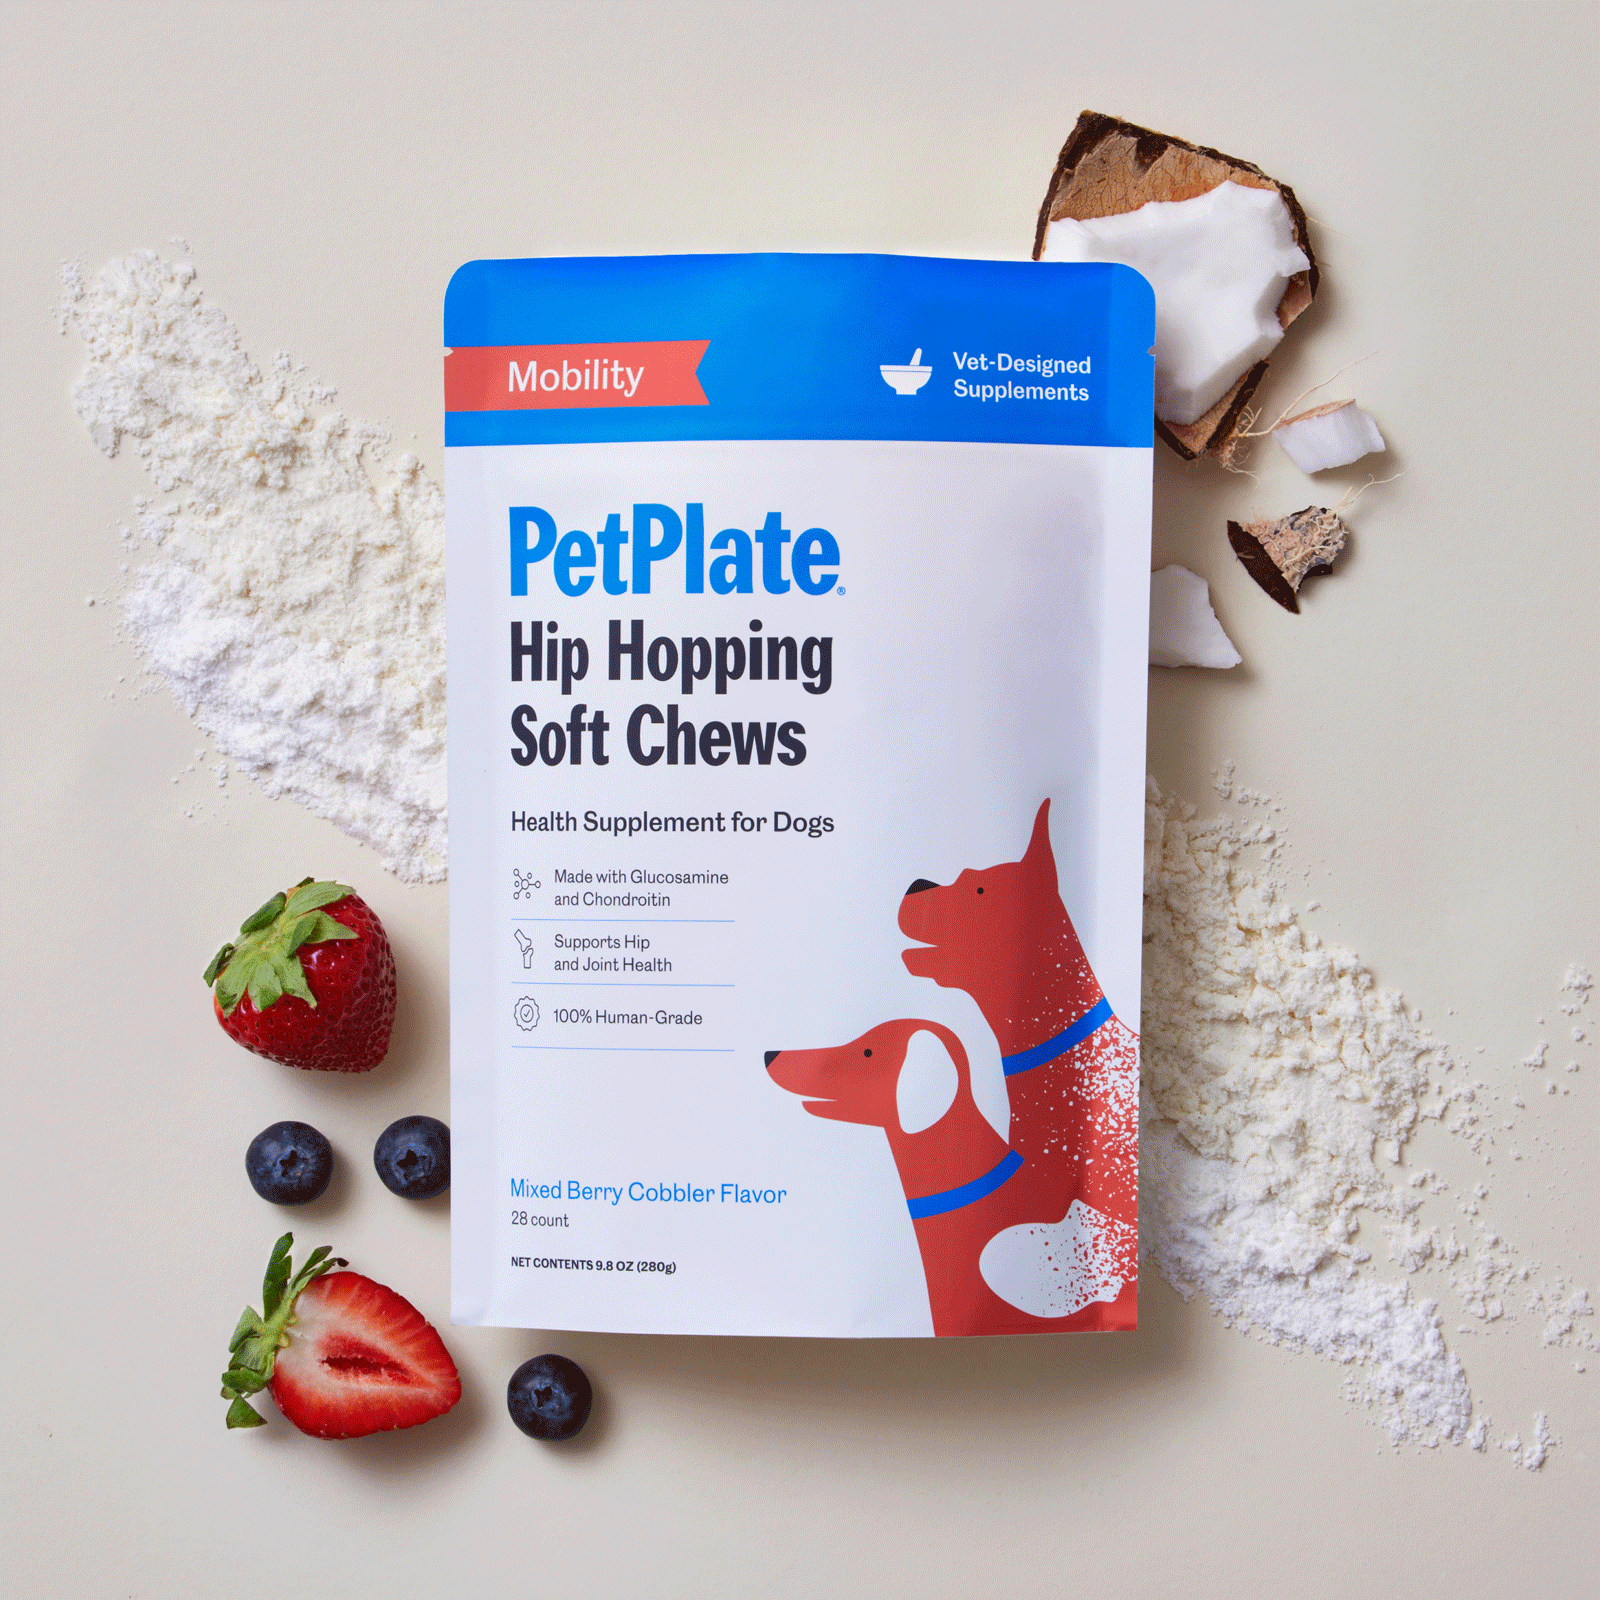 Mobility
Vet-Designed
Supplements
PetPlate®
Hip Hopping
Soft Chews
Health Supplement for Dogs
Made with Glucosamine
and Chondroitin
Supports Hip
and Joint Health
100% Human-Grade
Mixed Berry Cobbler Flavor
28 count
NET CONTENTS 9.8 OZ (280g)